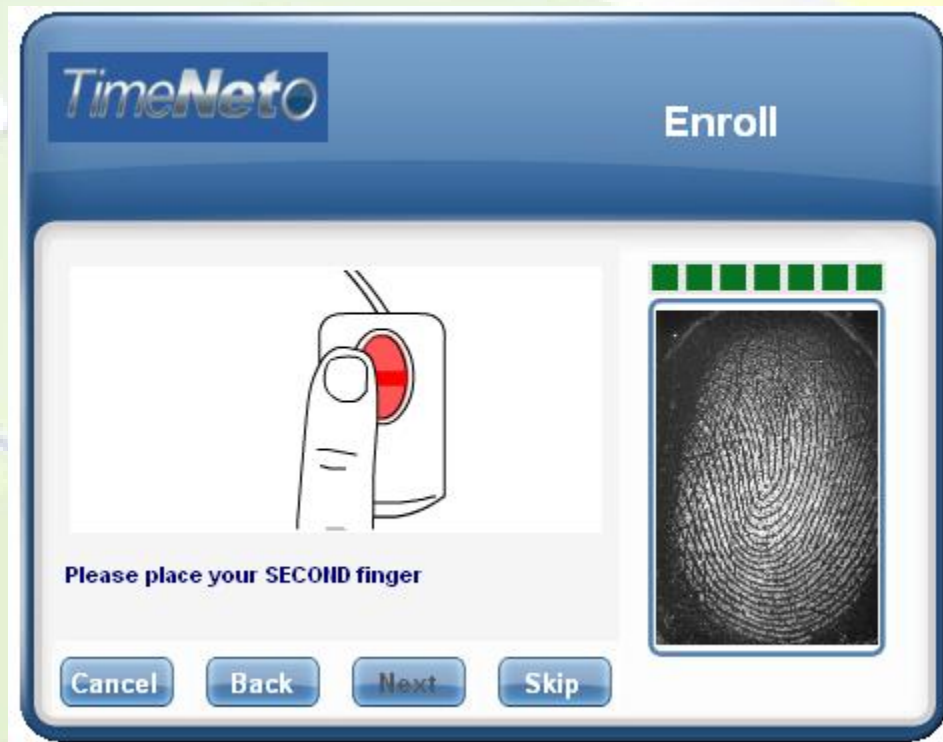 TimeNeto
Enroll
Please place your SECOND finger
Cancel
Back
Next
Skip